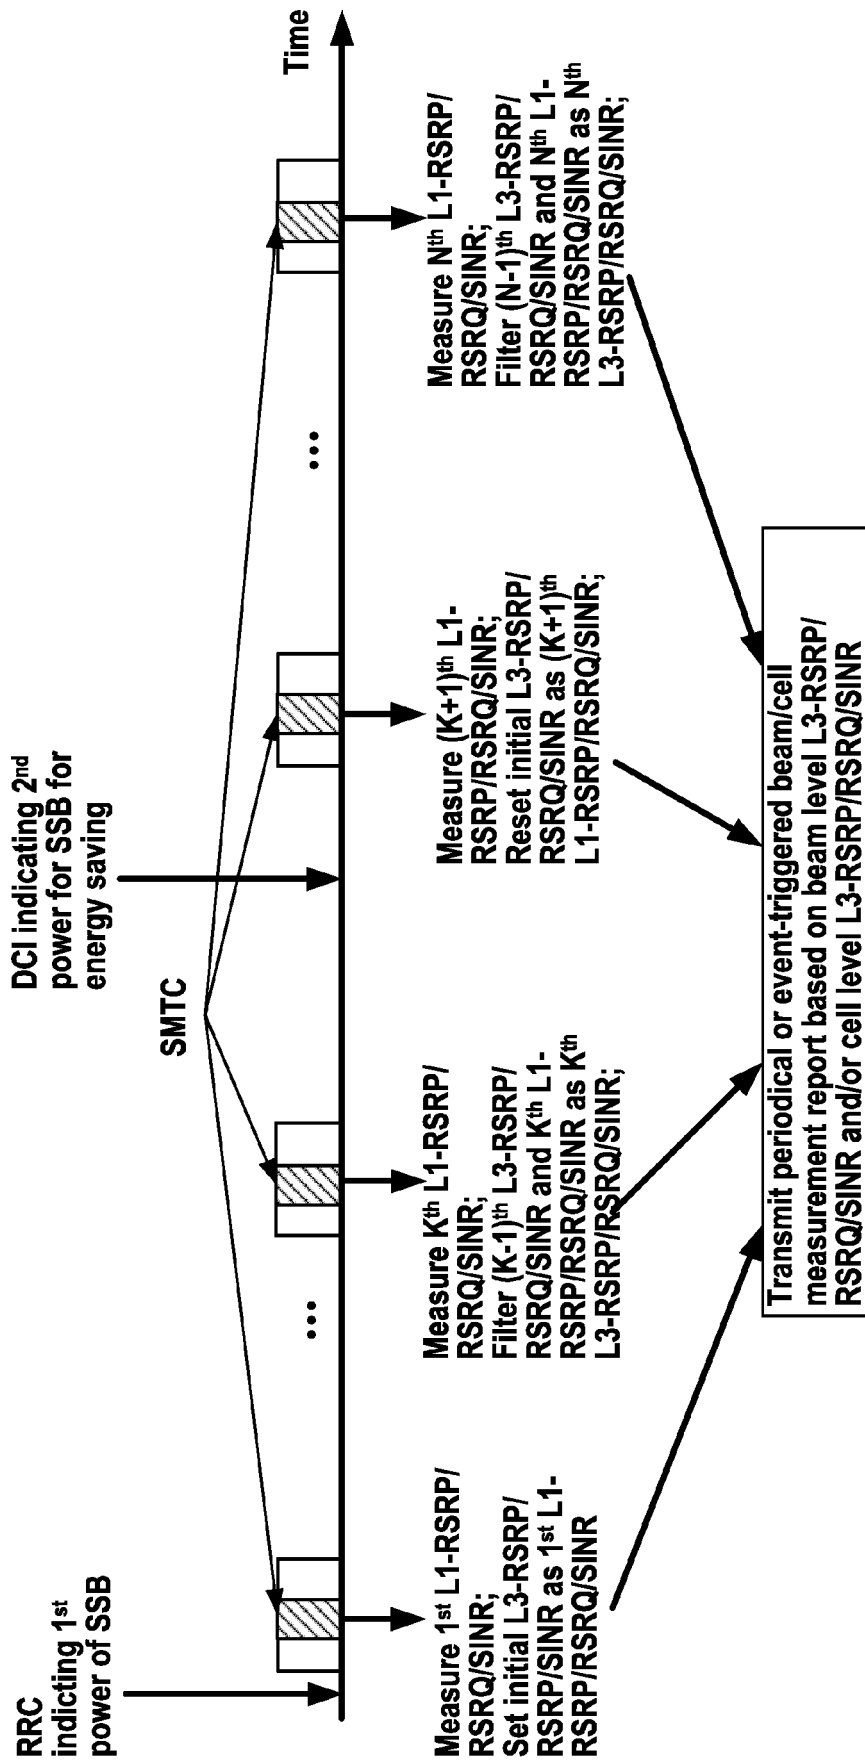 RRC
indicting 1st
power of SSB
DCI indicating 2nd
power for SSB for
energy saving
SMTC
Time
...
...
Measure 1st L1-RSRP/
RSRQ/SINR;
Set initial L3-RSRP/
RSRP/SINR as 1st L1-
RSRP/RSRQ/SINR
Measure Kth L1-RSRP/
RSRQ/SINR;
Filter (K-1)th L3-RSRP/
RSRQ/SINR and Kth L1-
RSRP/RSRQ/SINR as Kth
L3-RSRP/RSRQ/SINR;
Measure (K+1)th L1-
RSRP/RSRQ/SINR;
Reset initial L3-RSRP/
RSRQ/SINR as (K+1)th
L1-RSRP/RSRQ/SINR;
Measure Nth L1-RSRP/
RSRQ/SINR;
Filter (N-1)th L3-RSRP/
RSRQ/SINR and Nth L1-
RSRP/RSRQ/SINR as Nth
L3-RSRP/RSRQ/SINR;
Transmit periodical or event-triggered beam/cell
measurement report based on beam level L3-RSRP/
RSRQ/SINR and/or cell level L3-RSRP/RSRQ/SINR